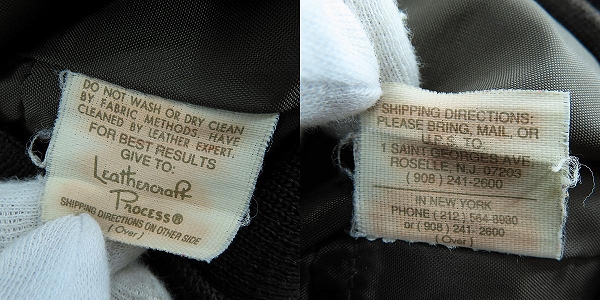 DO NOT WASH OR DRY CLEAN
BY FABRIC METHODS. HAVE
CLEANED BY LEATHER EXPERT.
FOR BEST RESULTS
GIVE TO:
Leathercraft
Process®
SHIPPING DIRECTIONS ON OTHER SIDE
(Over)
SHIPPING DIRECTIONS:
PLEASE BRING, MAIL, OR
U.P.S. TO:
1 SAINT GEORGES AVE.
ROSELLE, N.J. 07203
(908) 241-2600
IN NEW YORK
PHONE (212) 564-8980
or (908) 241-2600
(Over)